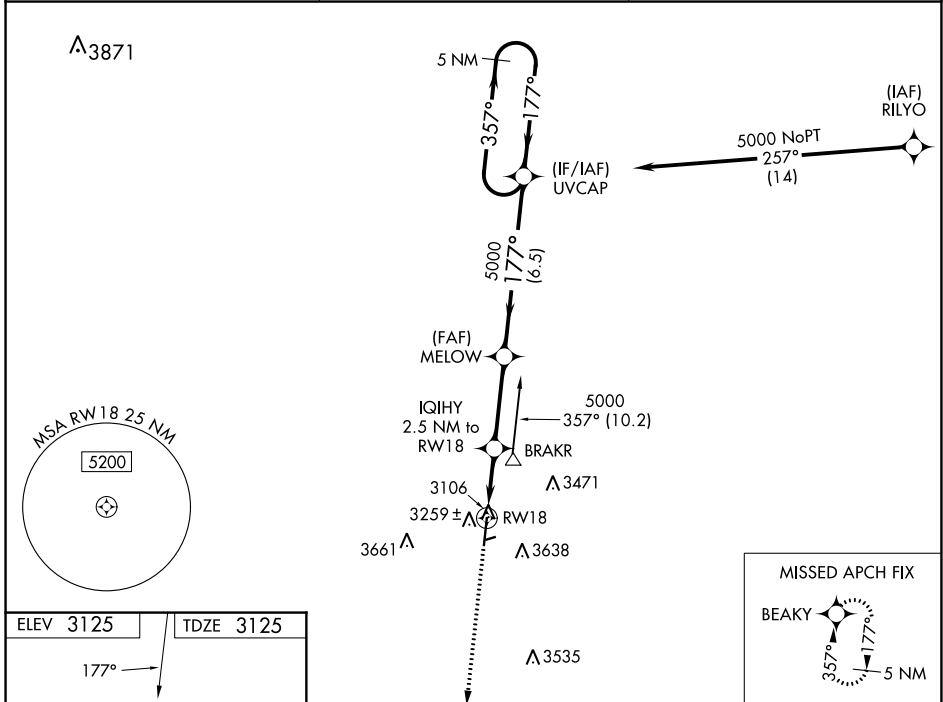 3871
5 NM
357°
177°
(IAF)
RILYO
5000 NoPT
257°
(14)
(IF/IAF)
UVCAP
5000
177°
(6.5)
(FAF)
MELOW
IQIHY
2.5 NM to
RW18
5000
357° (10.2)
BRAKR
MSA RW18 25 NM
5200
3471
3106
3259 ±
RW18
3661
3638
3535
MISSED APCH FIX
BEAKY
357°
177°
5 NM
ELEV 3125
TDZE 3125
177°